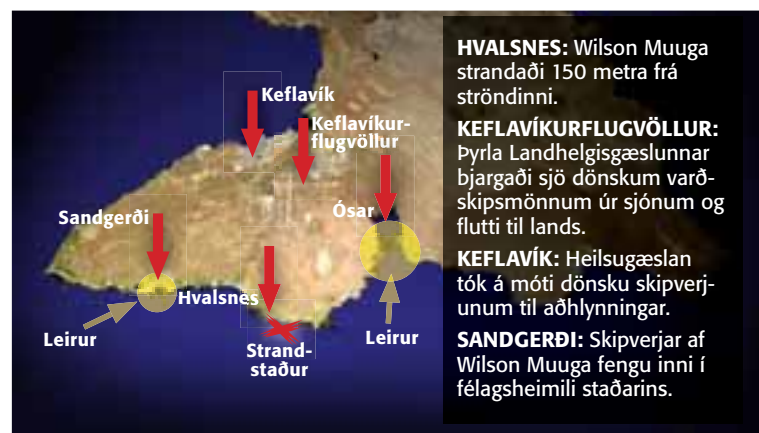 Keflavík
Keflavíkur-
flugvöllur
Sandgerði
Ósar
Hvalsnes
Leirur
Leirur
Strand-
staður
HVALSNES: Wilson Muuga
strandaði 150 metra frá
ströndinni.
KEFLAVÍKURFLUGVÖLLUR:
Þyrla Landhelgisgæslunnar
bjargaði sjö dönskum varð-
skipsmönnum úr sjónum og
flutti til lands.
KEFLAVÍK: Heilsugæslan
tók á móti dönsku skipverj-
unum til aðhlynningar.
SANDGERÐI: Skipverjar af
Wilson Muuga fengu inni í
félagsheimili staðarins.